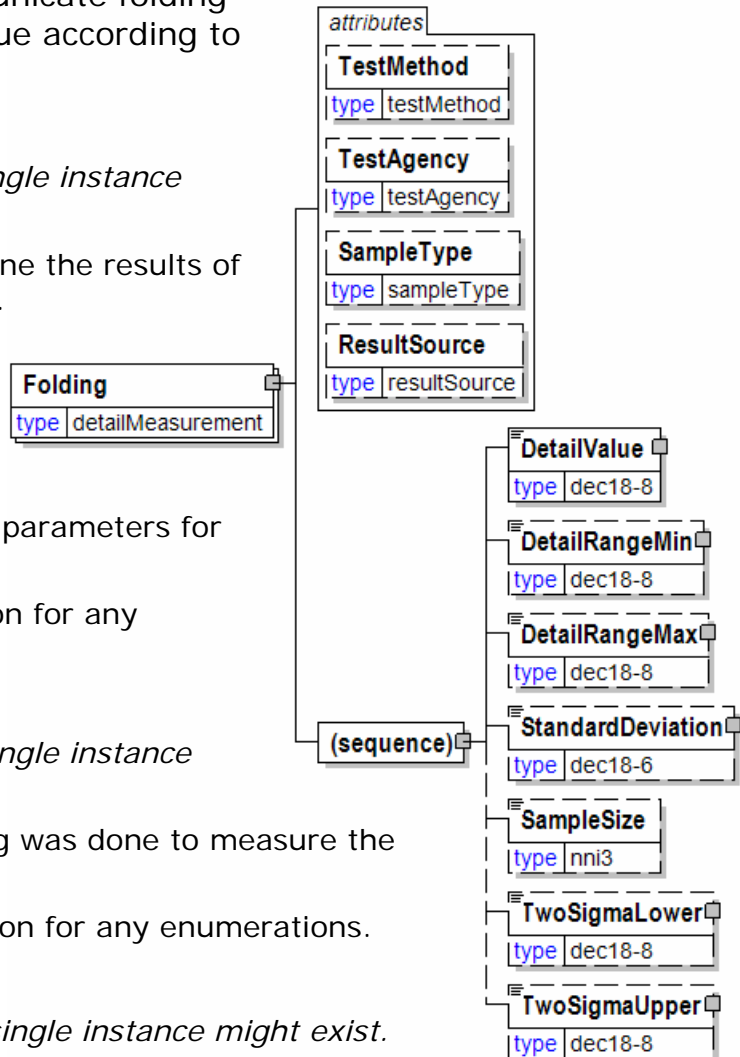 unicate folding
ue according to
ngle instance
ne the results of
.
parameters for
on for any
ngle instance
g was done to measure the
on for any enumerations.
single instance might exist.
Folding
type detailMeasurement
attributes
TestMethod
type testMethod
TestAgency
type testAgency
SampleType
type sampleType
ResultSource
type resultSource
(sequence)
DetailValue
type dec18-8
DetailRangeMin
type dec18-8
DetailRangeMax
type dec18-8
StandardDeviation
type dec18-6
SampleSize
type nni3
TwoSigmaLower
type dec18-8
TwoSigmaUpper
type dec18-8